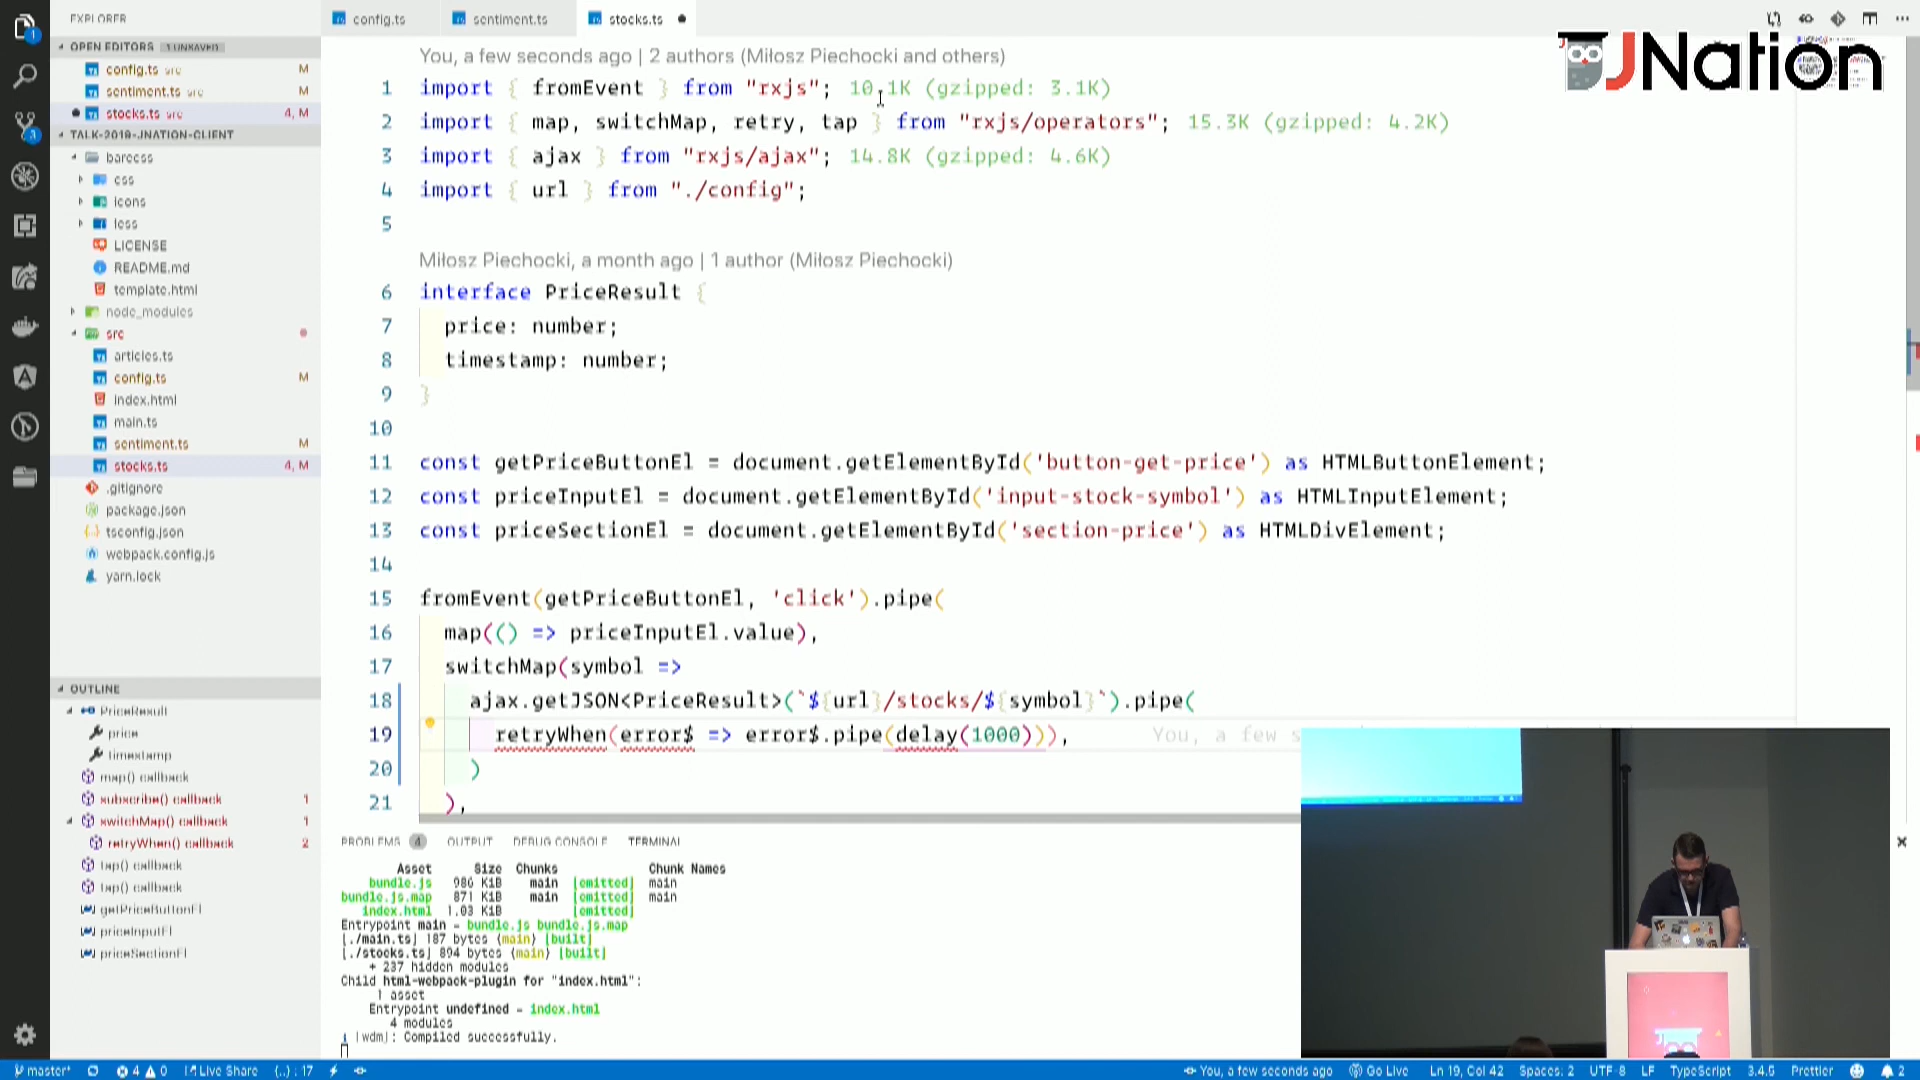 EXPLORER
OPEN EDITORS 1 UNSAVED
config.ts src M
sentiment.ts src M
stocks.ts src 4, M
TALK-2019-JNATION-CLIENT
barecss
css
icons
less
LICENSE
README.md
template.html
node_modules
src
articles.ts
config.ts M
index.html
main.ts
sentiment.ts M
stocks.ts 4, M
.gitignore
package.json
tsconfig.json
webpack.config.js
yarn.lock
OUTLINE
PriceResult
price
timestamp
map() callback
subscribe() callback 1
switchMap() callback 1
retryWhen() callback 2
tap() callback
tap() callback
getPriceButtonEl
priceInputEl
priceSectionEl
config.ts sentiment.ts stocks.ts
JNation
You, a few seconds ago | 2 authors (Miłosz Piechocki and others)
1 import { fromEvent } from "rxjs"; 10.1K (gzipped: 3.1K)
2 import { map, switchMap, retry, tap } from "rxjs/operators"; 15.3K (gzipped: 4.2K)
3 import { ajax } from "rxjs/ajax"; 14.8K (gzipped: 4.6K)
4 import { url } from "./config";
5
Miłosz Piechocki, a month ago | 1 author (Miłosz Piechocki)
6 interface PriceResult {
7 price: number;
8 timestamp: number;
9 }
10
11 const getPriceButtonEl = document.getElementById('button-get-price') as HTMLButtonElement;
12 const priceInputEl = document.getElementById('input-stock-symbol') as HTMLInputElement;
13 const priceSectionEl = document.getElementById('section-price') as HTMLDivElement;
14
15 fromEvent(getPriceButtonEl, 'click').pipe(
16 map(() => priceInputEl.value),
17 switchMap(symbol =>
18 ajax.getJSON<PriceResult>(`${url}/stocks/${symbol}`).pipe(
19 retryWhen(error$ => error$.pipe(delay(1000))), You, a few s
20 )
21 ),
PROBLEMS 4 OUTPUT DEBUG CONSOLE TERMINAL
Asset Size Chunks Chunk Names
bundle.js 986 KiB main [emitted] main
bundle.js.map 871 KiB main [emitted] main
index.html 1.03 KiB [emitted]
Entrypoint main = bundle.js bundle.js.map
[./main.ts] 187 bytes {main} [built]
[./stocks.ts] 894 bytes {main} [built]
+ 237 hidden modules
Child html-webpack-plugin for "index.html":
1 asset
Entrypoint undefined = index.html
4 modules
i ｢wdm｣: Compiled successfully.
master* 4 0 Live Share {..} : 17 You, a few seconds ago Go Live Ln 19, Col 42 Spaces: 2 UTF-8 LF TypeScript 3.4.5 Prettier 2